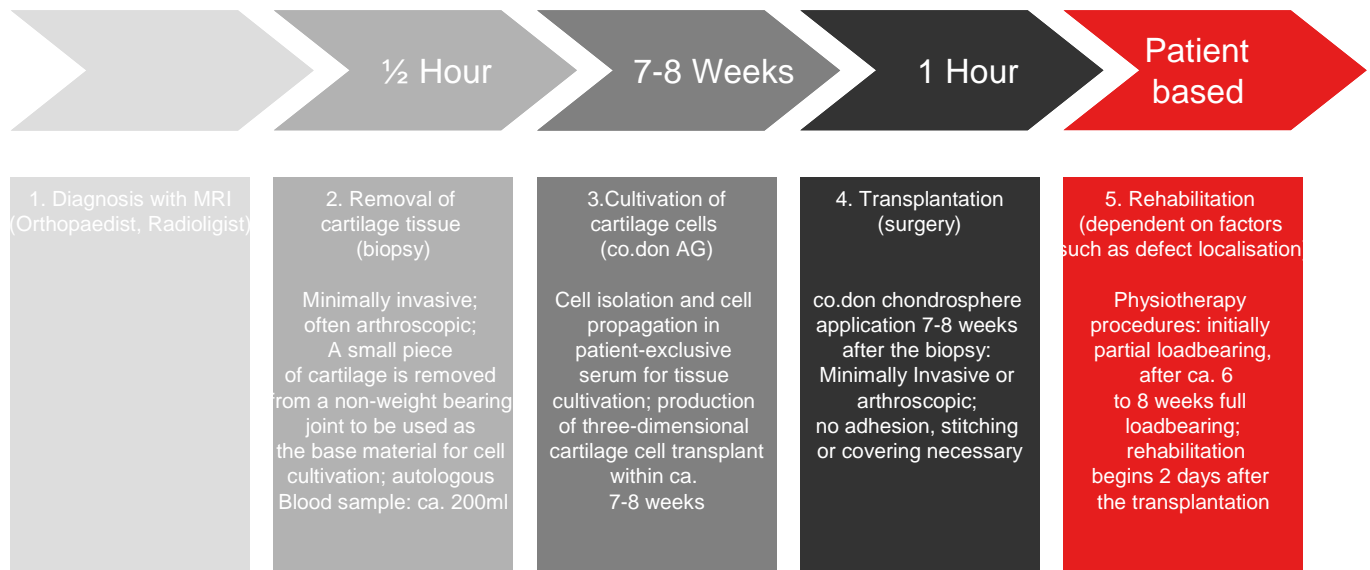 ½ Hour
7-8 Weeks
1 Hour
Patient
based
1. Diagnosis with MRI
(Orthopaedist, Radioligist)
2. Removal of
cartilage tissue
(biopsy)
Minimally invasive;
often arthroscopic;
A small piece
of cartilage is removed
from a non-weight bearing
joint to be used as
the base material for cell
cultivation; autologous
Blood sample: ca. 200ml
3.Cultivation of
cartilage cells
(co.don AG)
Cell isolation and cell
propagation in
patient-exclusive
serum for tissue
cultivation; production
of three-dimensional
cartilage cell transplant
within ca.
7-8 weeks
4. Transplantation
(surgery)
co.don chondrosphere
application 7-8 weeks
after the biopsy:
Minimally Invasive or
arthroscopic;
no adhesion, stitching
or covering necessary
5. Rehabilitation
(dependent on factors
such as defect localisation)
Physiotherapy
procedures: initially
partial loadbearing,
after ca. 6
to 8 weeks full
loadbearing;
rehabilitation
begins 2 days after
the transplantation